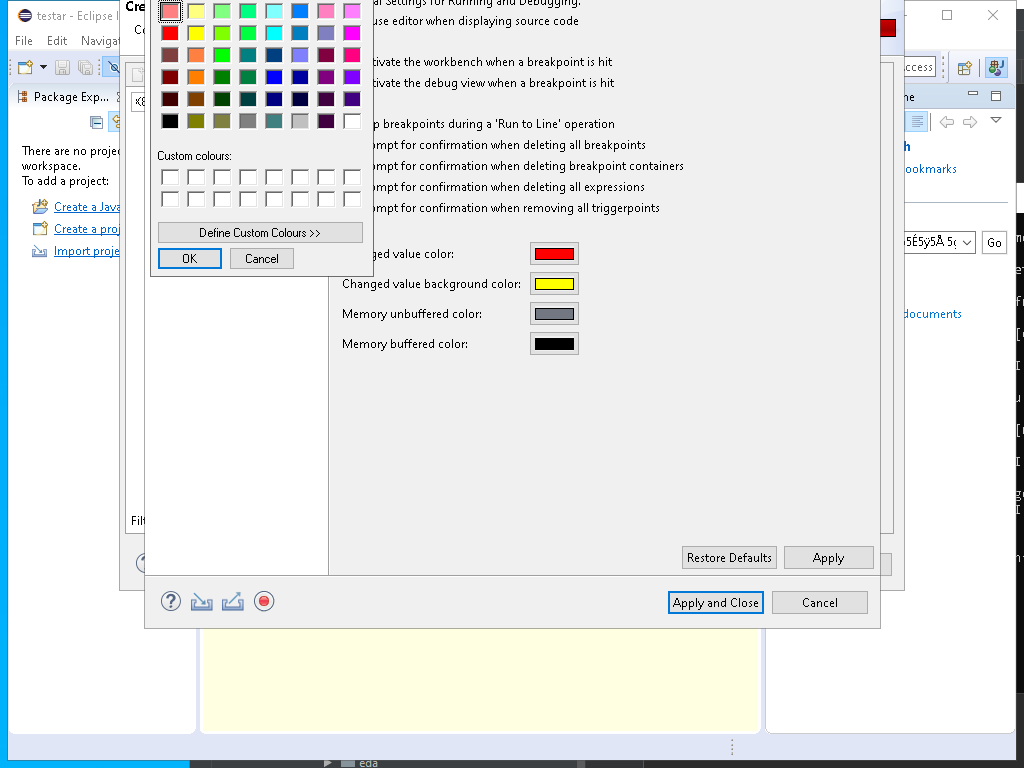 testar - Eclipse
File Edit Navigat
Package Exp...
There are no projec
workspace.
To add a project:
Create a Java
Create a proj
Import proje
Cre
Filt
Custom colours:
Define Custom Colours >>
OK
Cancel
al Settings for Running and Debugging.
use editor when displaying source code
tivate the workbench when a breakpoint is hit
tivate the debug view when a breakpoint is hit
p breakpoints during a 'Run to Line' operation
ompt for confirmation when deleting all breakpoints
ompt for confirmation when deleting breakpoint containers
ompt for confirmation when deleting all expressions
ompt for confirmation when removing all triggerpoints
ged value color:
Changed value background color:
Memory unbuffered color:
Memory buffered color:
Restore Defaults
Apply
Apply and Close
Cancel
ccess
ne
h
ookmarks
Go
documents
eda